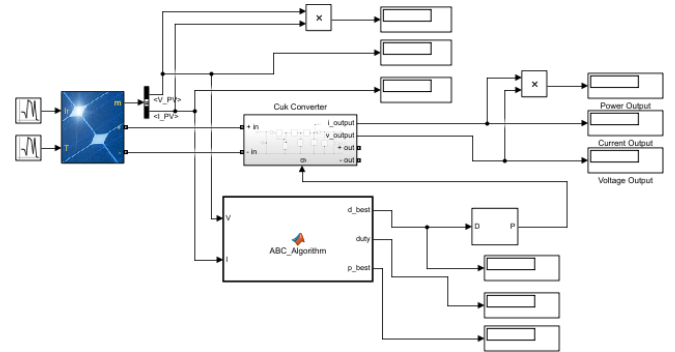 ×
<V_PV>
<I_PV>
m
Ir
T
+
-
Cuk Converter
+ in
- in
i_output
v_output
+ out
- out
g
×
Power Output
Current Output
Voltage Output
V
I
ABC_Algorithm
d_best
duty
p_best
D
P